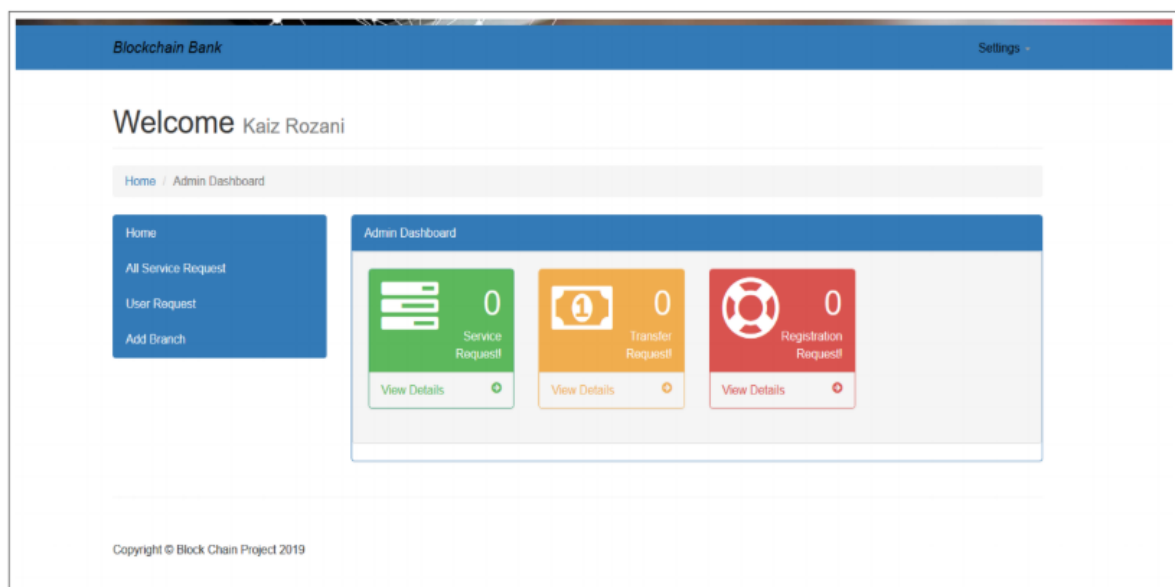 Blockchain Bank
Settings
Welcome Kaiz Rozani
Home / Admin Dashboard
Home
All Service Request
User Request
Add Branch
Admin Dashboard
0
Service
Request!
View Details
1
0
Transfer
Request!
View Details
0
Registration
Request!
View Details
Copyright © Block Chain Project 2019